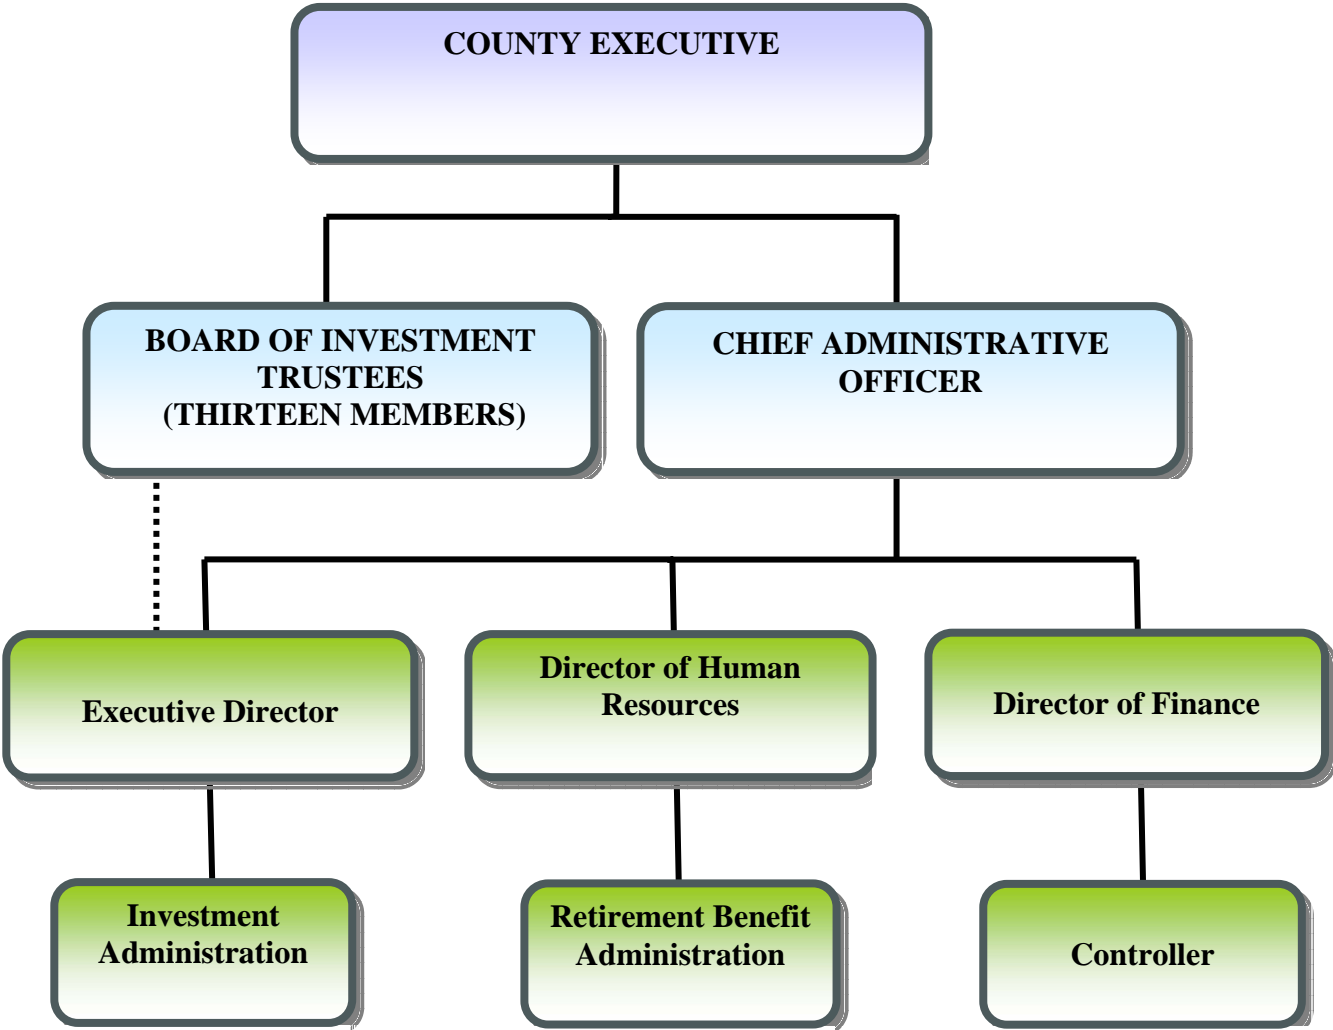 COUNTY EXECUTIVE
BOARD OF INVESTMENT
TRUSTEES
(THIRTEEN MEMBERS)
CHIEF ADMINISTRATIVE
OFFICER
Executive Director
Director of Human
Resources
Director of Finance
Investment
Administration
Retirement Benefit
Administration
Controller